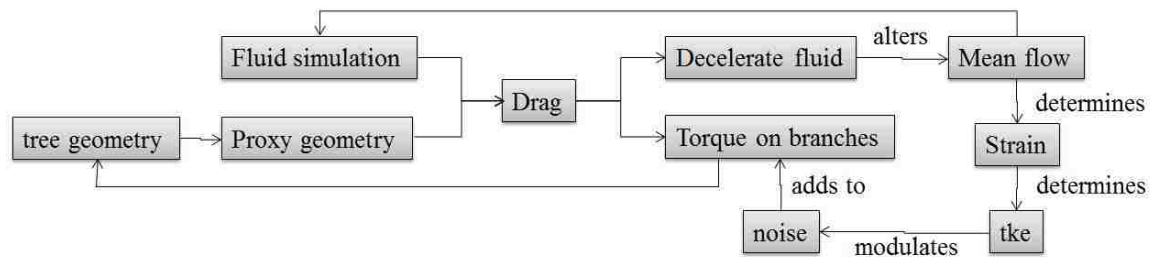 Fluid simulation
Decelerate fluid
alters
Mean flow
Drag
determines
tree geometry
Proxy geometry
Torque on branches
Strain
adds to
determines
noise
modulates
tke